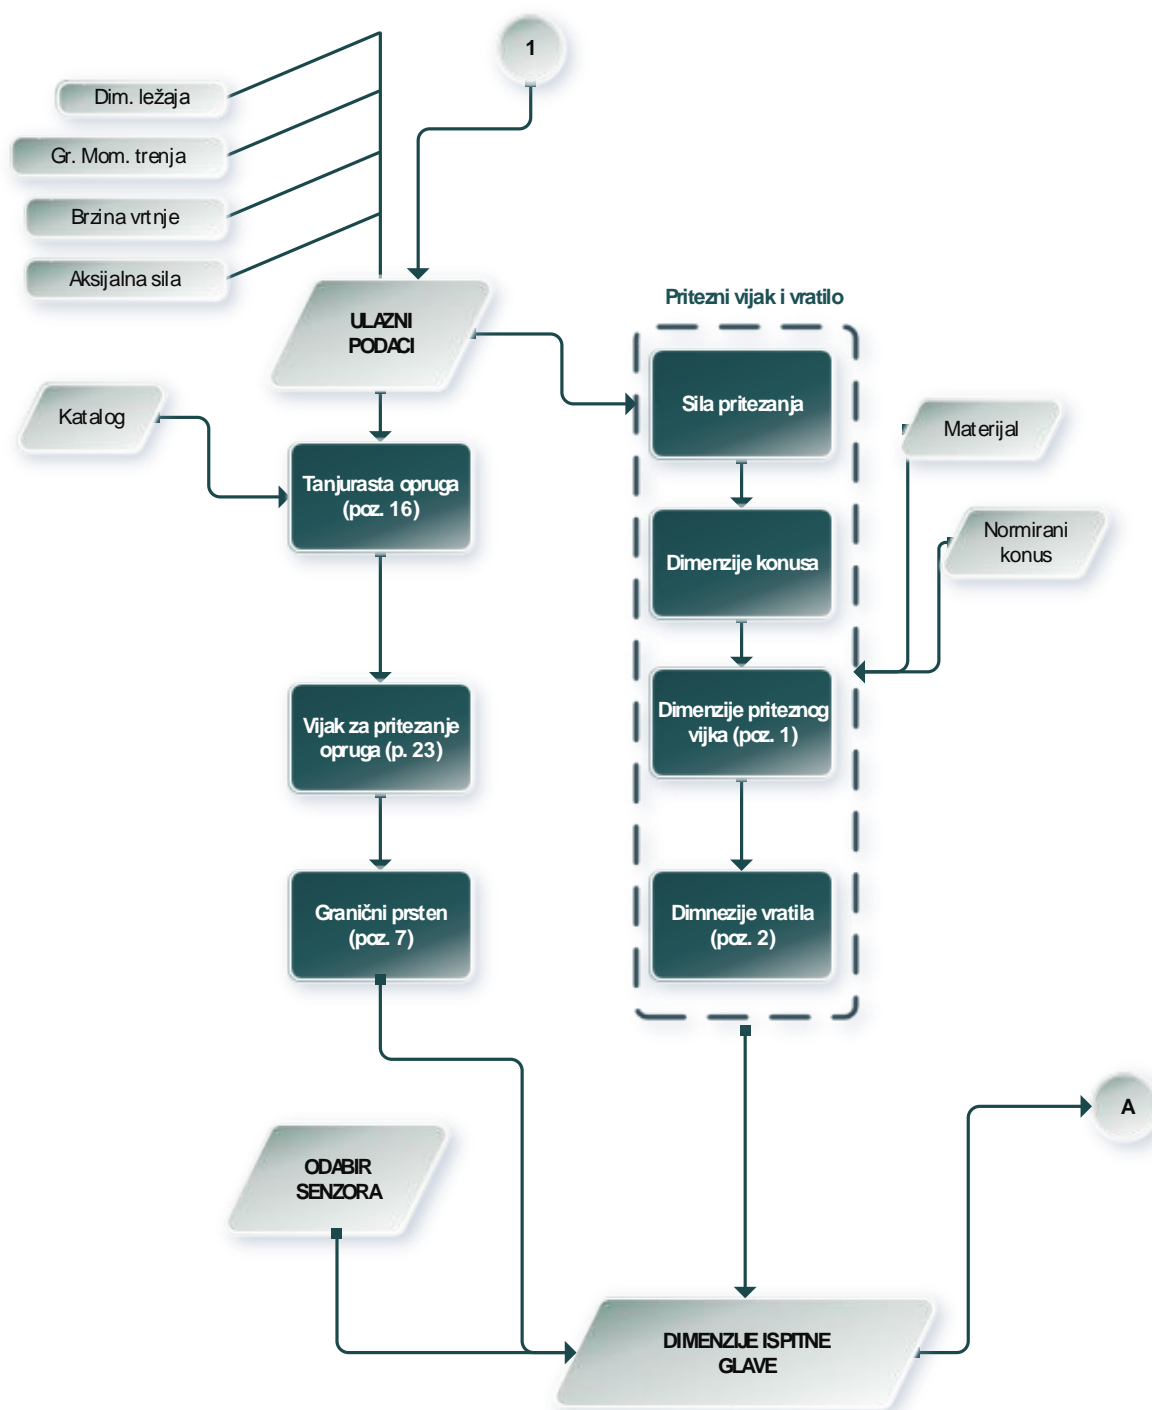 1
Dim. ležaja
Gr. Mom. trenja
Brzina vrtnje
Aksijalna sila
ULAZNI
PODACI
Pritezni vijak i vratilo
Sila pritezanja
Katalog
Materijal
Tanjurasta opruga
(poz. 16)
Dimenzije konusa
Normirani
konus
Vijak za pritezanje
opruga (p. 23)
Dimenzije priteznog
vijka (poz. 1)
Granični prsten
(poz. 7)
Dimnezije vratila
(poz. 2)
A
ODABIR
SENZORA
DIMENZIJE ISPITNE
GLAVE